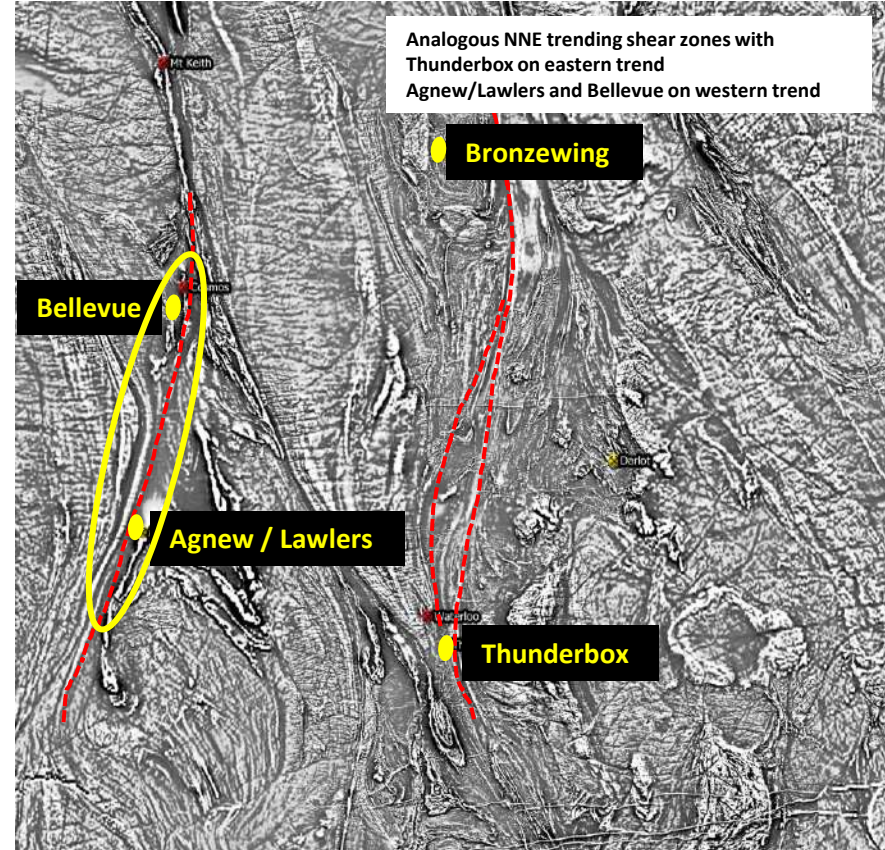 Analogous NNE trending shear zones with
Thunderbox on eastern trend
Agnew/Lawlers and Bellevue on western trend
Mt Keith
Bronzewing
Cosmos
Bellevue
Darlot
Agnew / Lawlers
Waterloo
Thunderbox